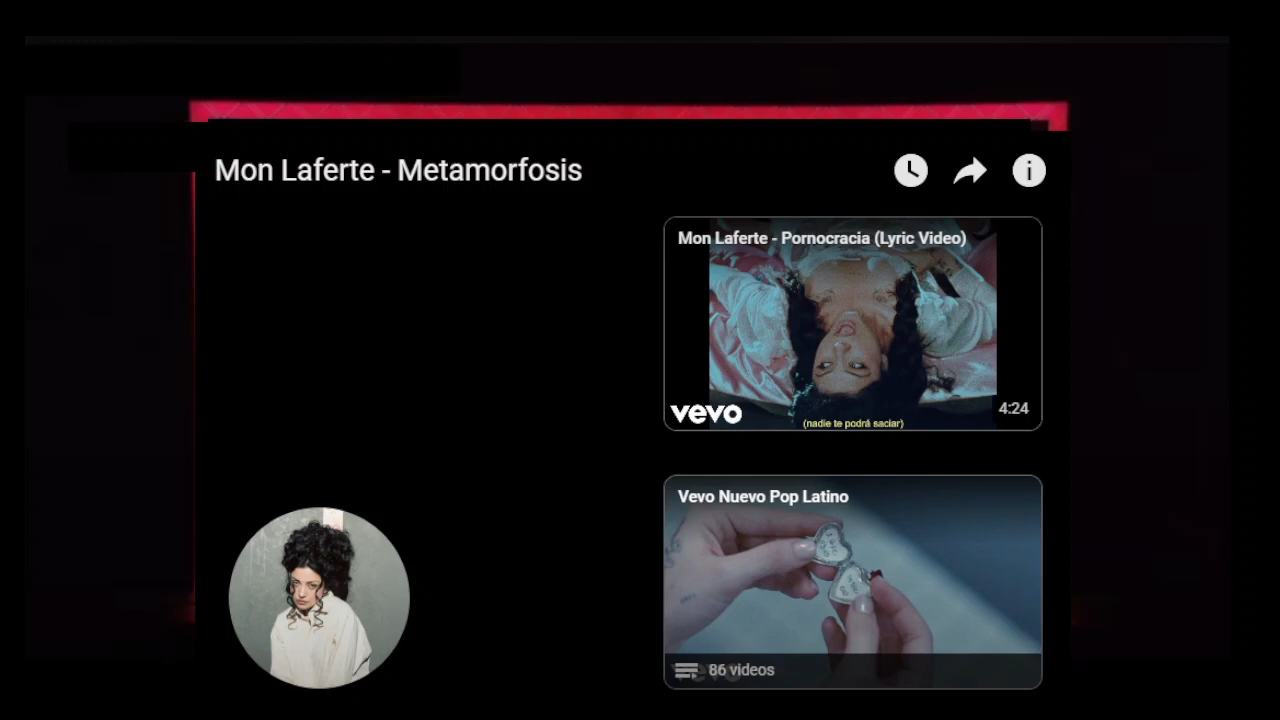 Mon Laferte - Metamorfosis
Mon Laferte - Pornocracia (Lyric Video)
vevo
4:24
(nadie te podrá saciar)
Vevo Nuevo Pop Latino
86 videos